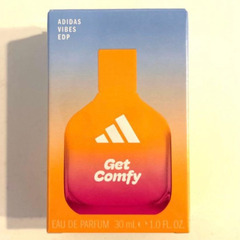 ADIDAS
VIBES
EDP
Get
Comfy
EAU DE PARFUM 30 ml ℮ 1.0 FL. OZ.